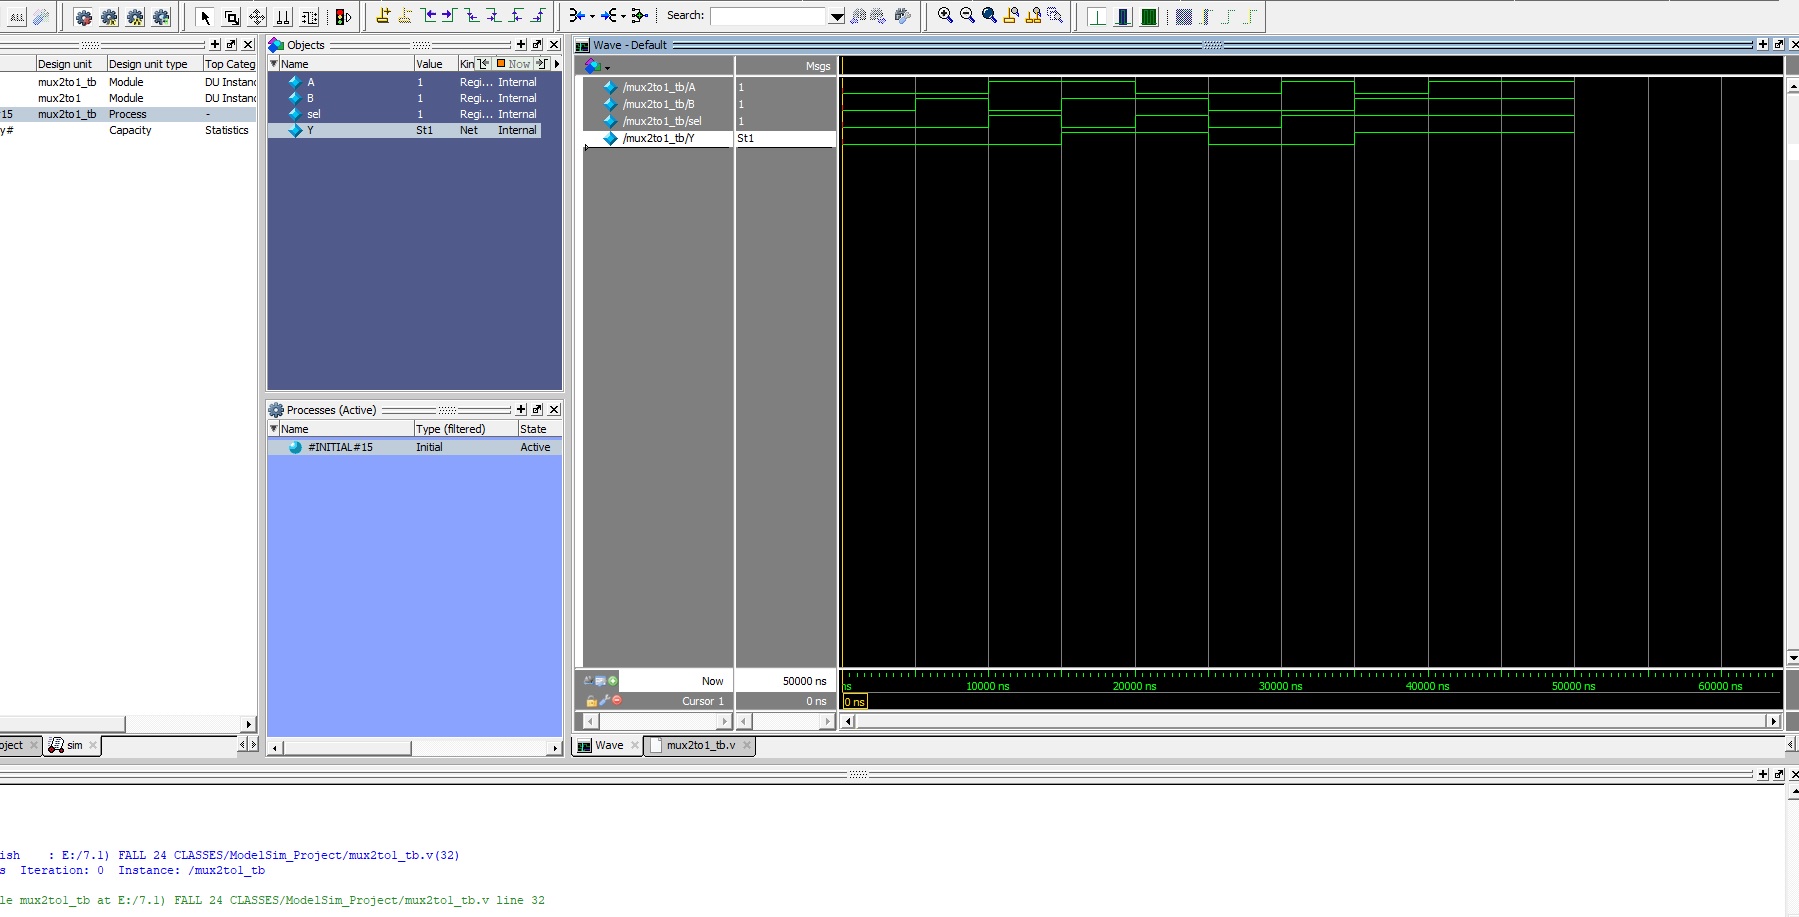 ALL
Search:
Design unit Design unit type Top Categ
mux2to1_tb Module DU Instanc
mux2to1 Module DU Instanc
15 mux2to1_tb Process -
y# Capacity Statistics
oject sim
Objects
Name Value Kin Now
A 1 Regi... Internal
B 1 Regi... Internal
sel 1 Regi... Internal
Y St1 Net Internal
Processes (Active)
Name Type (filtered) State
#INITIAL#15 Initial Active
Wave - Default
Msgs
/mux2to1_tb/A 1
/mux2to1_tb/B 1
/mux2to1_tb/sel 1
/mux2to1_tb/Y St1
Now 50000 ns ns 10000 ns 20000 ns 30000 ns 40000 ns 50000 ns 60000 ns
Cursor 1 0 ns 0 ns
Wave mux2to1_tb.v
ish : E:/7.1) FALL 24 CLASSES/ModelSim_Project/mux2to1_tb.v(32)
s Iteration: 0 Instance: /mux2to1_tb
le mux2to1_tb at E:/7.1) FALL 24 CLASSES/ModelSim_Project/mux2to1_tb.v line 32